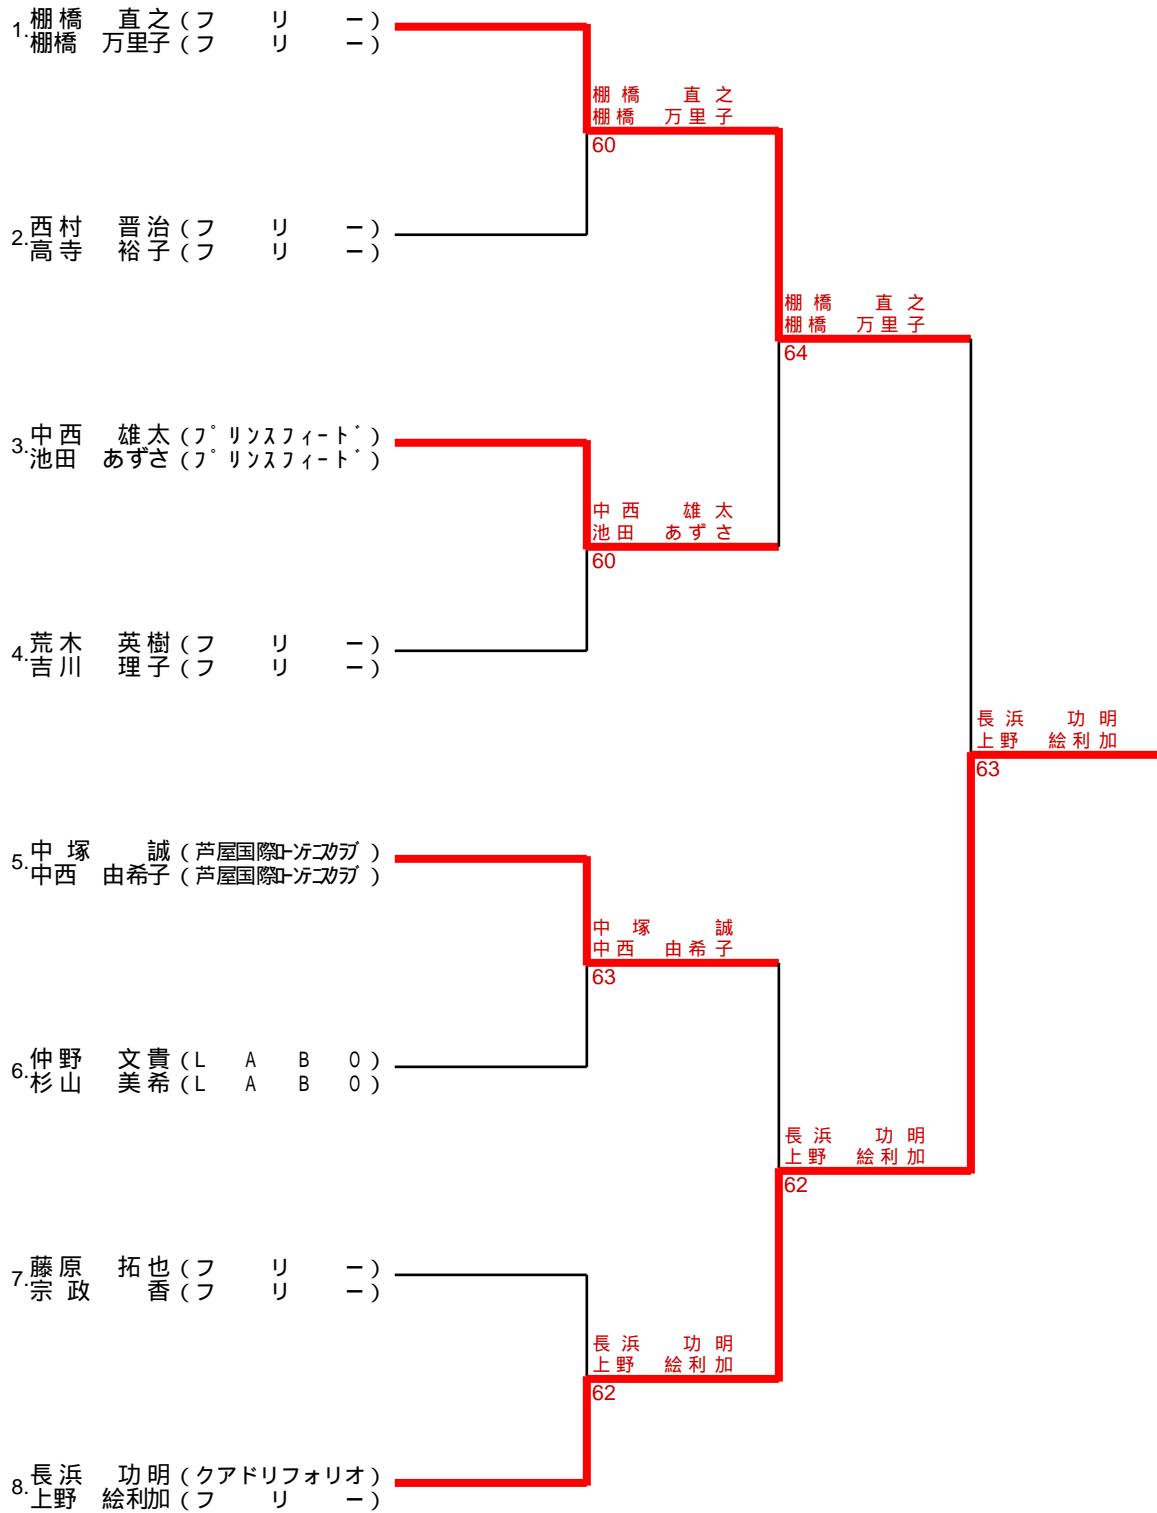 1.棚橋 直之(フリー)
棚橋 万里子(フリー)
棚橋 直之
棚橋 万里子
60
2.西村 晋治(フリー)
高寺 裕子(フリー)
棚橋 直之
棚橋 万里子
64
3.中西 雄太(プリンスフィード)
池田 あずさ(プリンスフィード)
中西 雄太
池田 あずさ
60
4.荒木 英樹(フリー)
吉川 理子(フリー)
長浜 功明
上野 絵利加
63
5.中塚 誠(芦屋国際ローンテニスクラブ)
中西 由希子(芦屋国際ローンテニスクラブ)
中塚 誠
中西 由希子
63
6.仲野 文貴(LABO)
杉山 美希(LABO)
長浜 功明
上野 絵利加
62
7.藤原 拓也(フリー)
宗政 香(フリー)
長浜 功明
上野 絵利加
62
8.長浜 功明(クアドリフォリオ)
上野 絵利加(フリー)